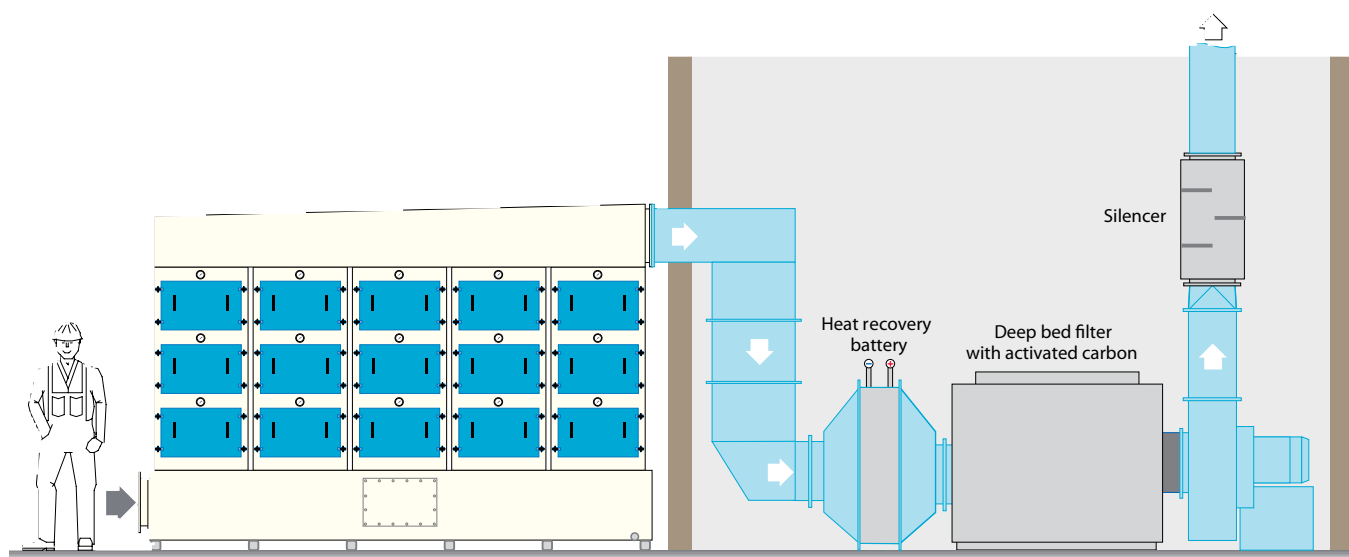 Silencer
Heat recovery
battery
Deep bed filter
with activated carbon
− +